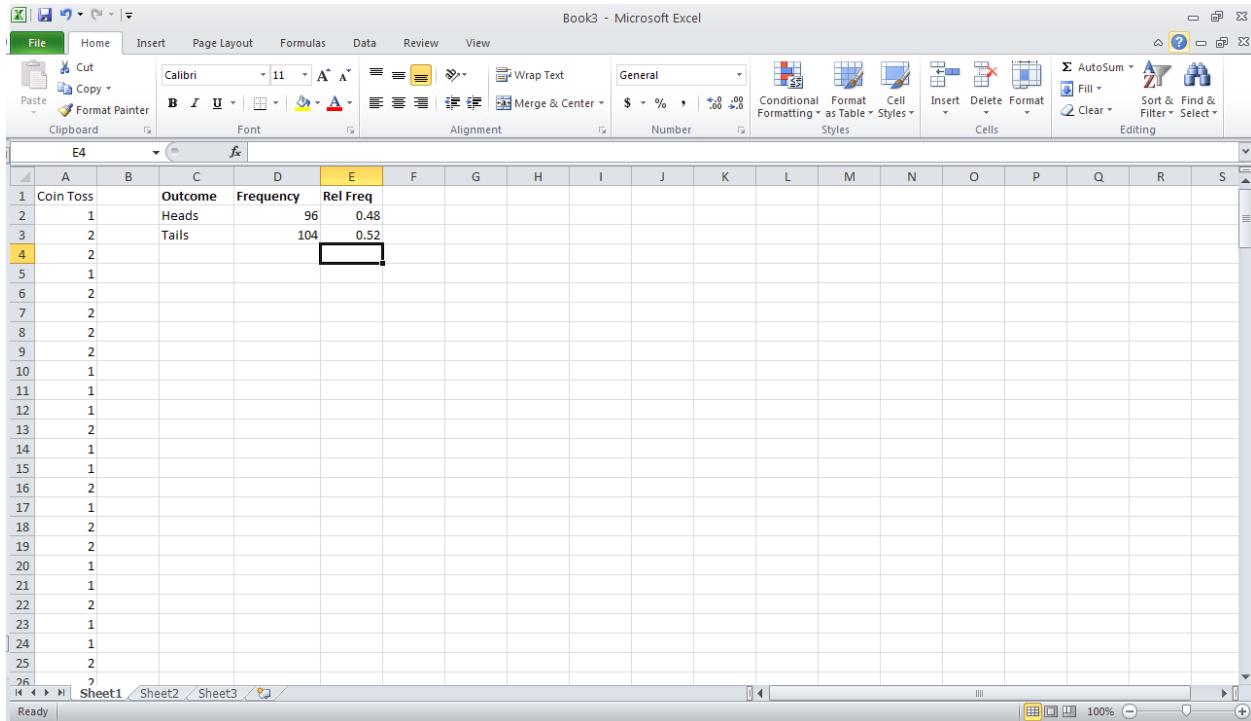 Book3 - Microsoft Excel
File Home Insert Page Layout Formulas Data Review View
Cut
Copy
Format Painter
Paste
Calibri 11 A A
B I U A
Wrap Text
Merge & Center
General
$ % , .0 .00 .00 .0
Conditional Formatting
Format as Table
Cell Styles
Insert
Delete
Format
Σ AutoSum
Fill
Clear
Sort & Filter
Find & Select
Clipboard Font Alignment Number Styles Cells Editing
E4 fx
A B C D E F G H I J K L M N O P Q R S
1 Coin Toss Outcome Frequency Rel Freq
2 1 Heads 96 0.48
3 2 Tails 104 0.52
4 2
5 1
6 2
7 2
8 2
9 2
10 1
11 1
12 1
13 2
14 1
15 1
16 2
17 1
18 2
19 2
20 1
21 1
22 2
23 1
24 1
25 2
26 2
Sheet1 Sheet2 Sheet3
Ready 100%